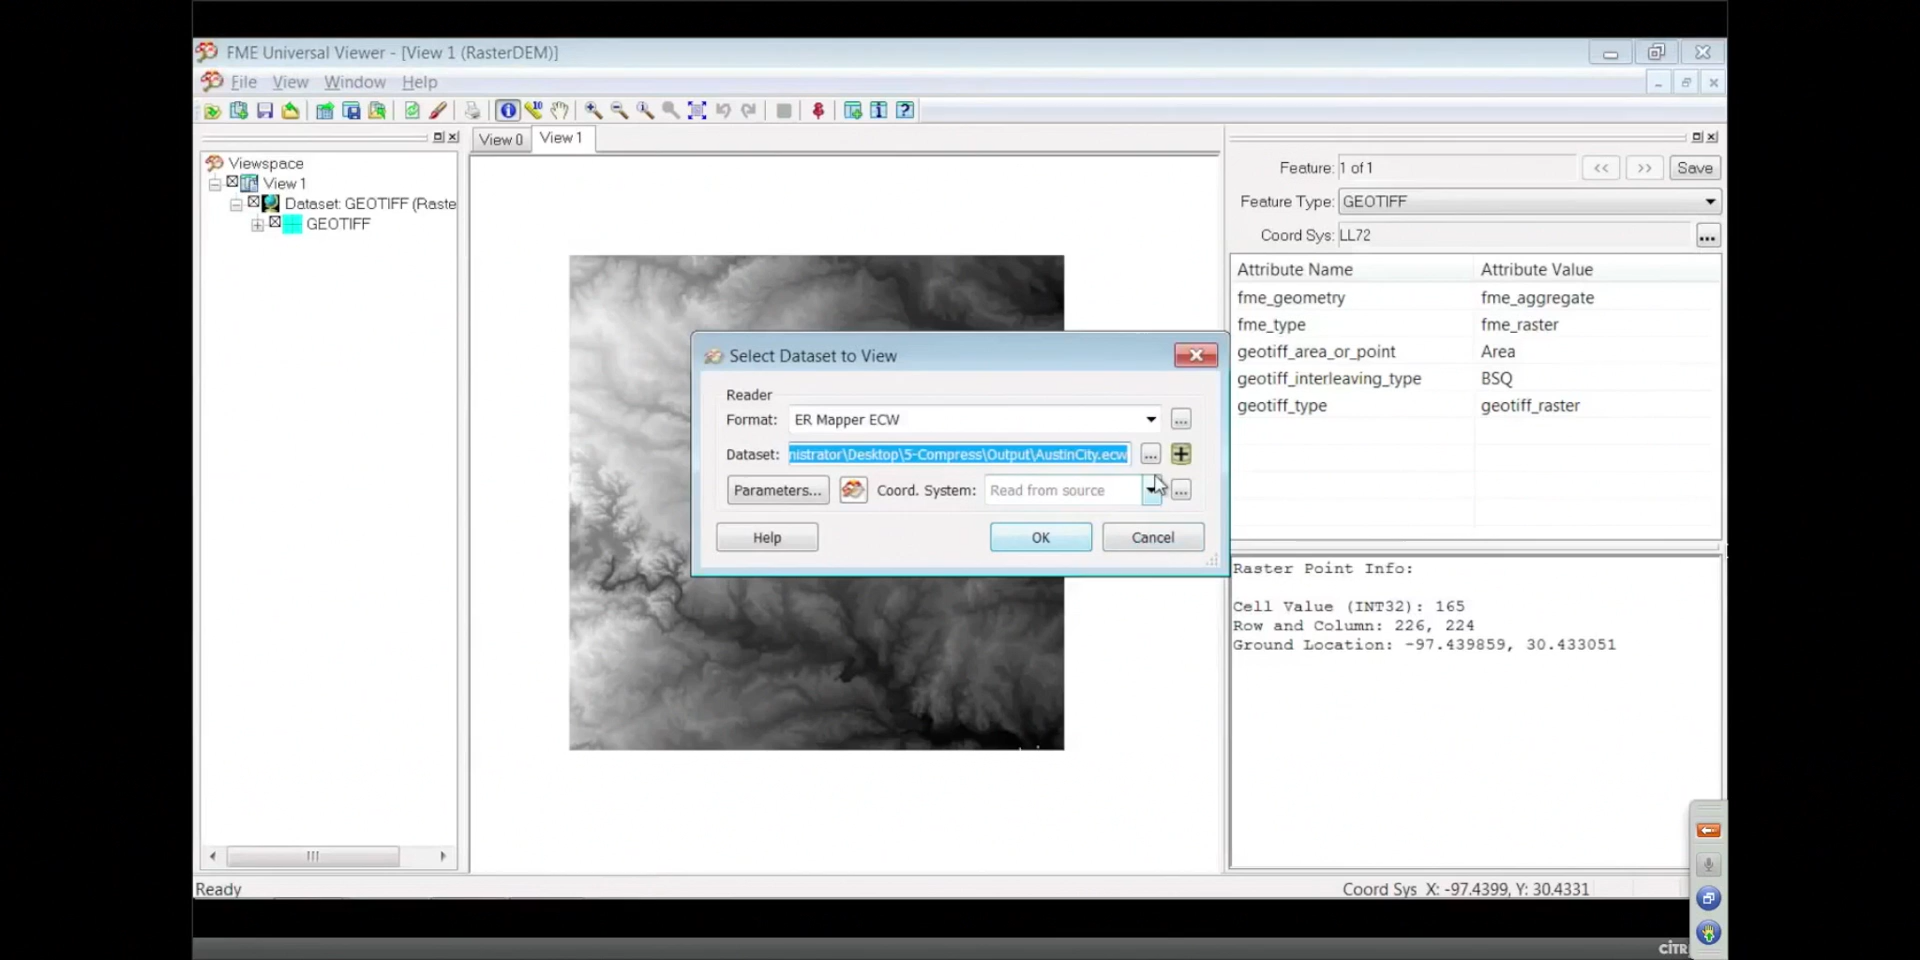 FME Universal Viewer - [View 1 (RasterDEM)]
File View Window Help
View 0 View 1
Viewspace
View 1
Dataset: GEOTIFF (Raste
GEOTIFF
Feature: 1 of 1 << >> Save
Feature Type: GEOTIFF
Coord Sys: LL72 ...
Attribute Name Attribute Value
fme_geometry fme_aggregate
fme_type fme_raster
geotiff_area_or_point Area
geotiff_interleaving_type BSQ
geotiff_type geotiff_raster
Select Dataset to View
Reader
Format: ER Mapper ECW ...
Dataset: nistrator\Desktop\5-Compress\Output\AustinCity.ecw ...
Parameters... Coord. System: Read from source ...
Help OK Cancel
Raster Point Info:
Cell Value (INT32): 165
Row and Column: 226, 224
Ground Location: -97.439859, 30.433051
Ready
Coord Sys X: -97.4399, Y: 30.4331
CİTR